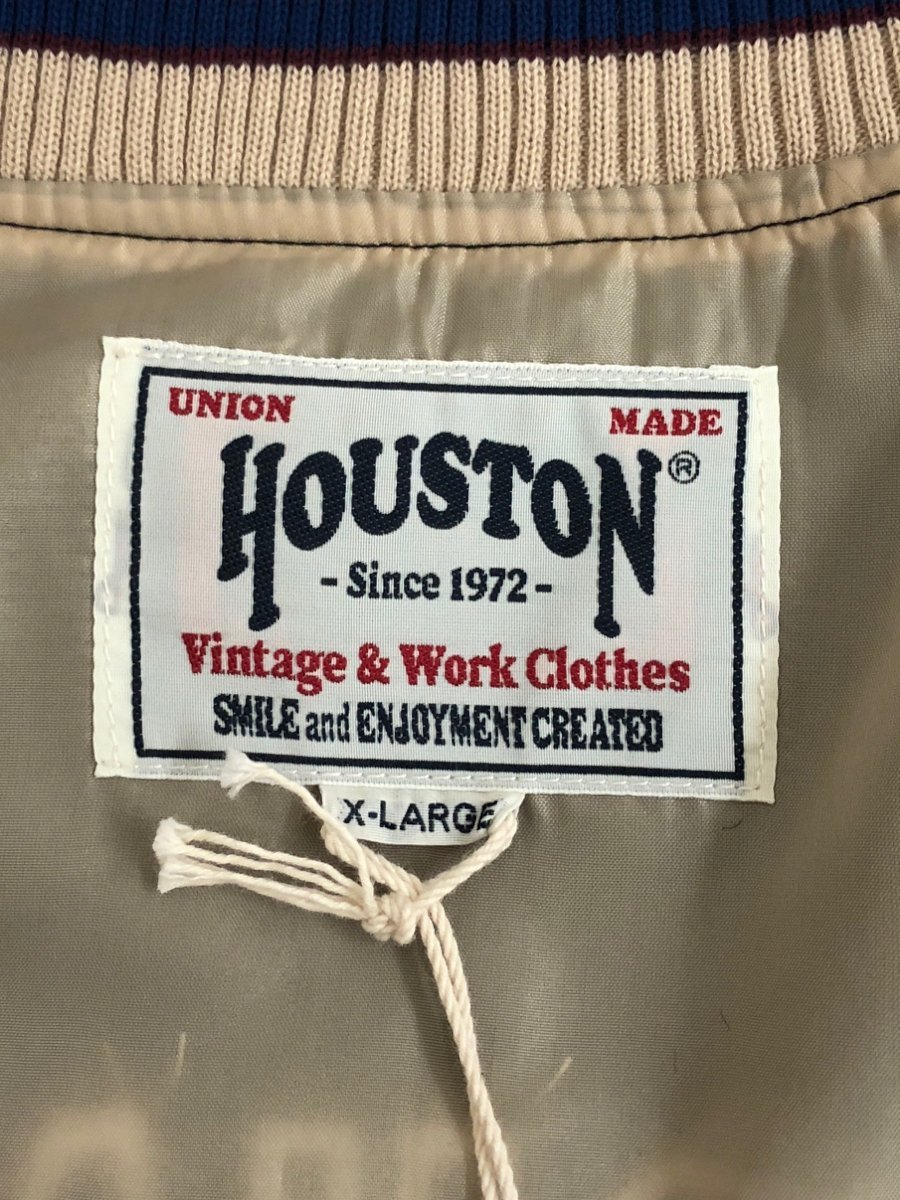 UNION MADE
HOUSTON®
- Since 1972 -
Vintage & Work Clothes
SMILE and ENJOYMENT CREATED
X-LARGE